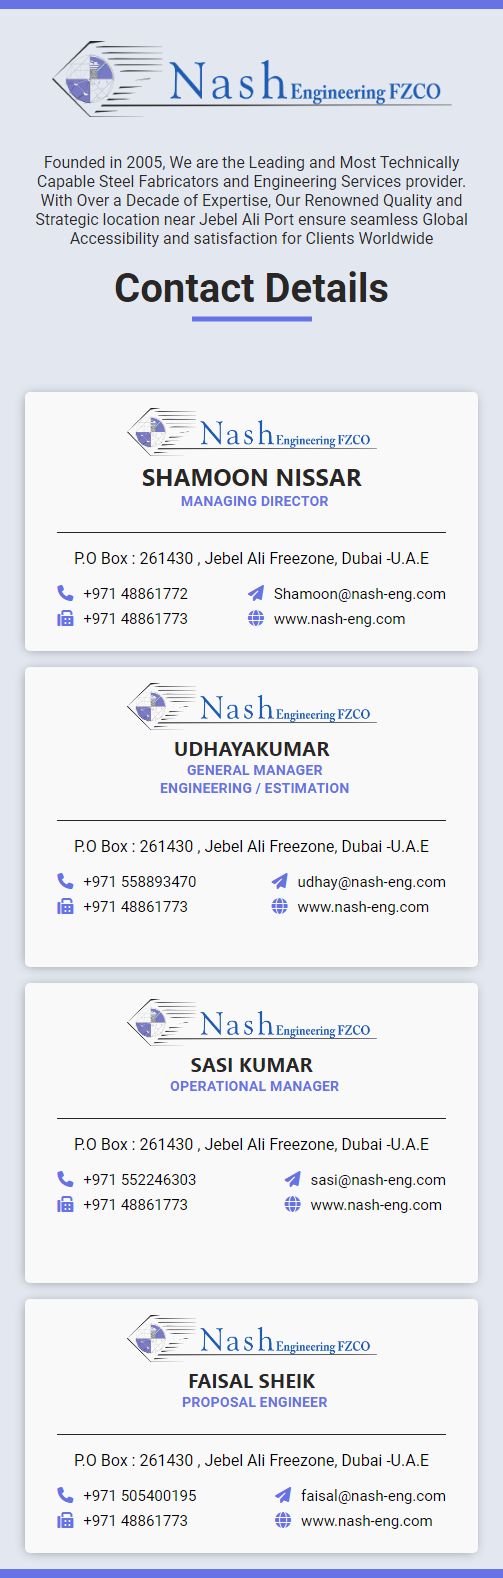 Nash Engineering FZCO
Founded in 2005, We are the Leading and Most Technically
Capable Steel Fabricators and Engineering Services provider.
With Over a Decade of Expertise, Our Renowned Quality and
Strategic location near Jebel Ali Port ensure seamless Global
Accessibility and satisfaction for Clients Worldwide
Contact Details
Nash Engineering FZCO
SHAMOON NISSAR
MANAGING DIRECTOR
P.O Box : 261430 , Jebel Ali Freezone, Dubai -U.A.E
+971 48861772 Shamoon@nash-eng.com
+971 48861773 www.nash-eng.com
Nash Engineering FZCO
UDHAYAKUMAR
GENERAL MANAGER
ENGINEERING / ESTIMATION
P.O Box : 261430 , Jebel Ali Freezone, Dubai -U.A.E
+971 558893470 udhay@nash-eng.com
+971 48861773 www.nash-eng.com
Nash Engineering FZCO
SASI KUMAR
OPERATIONAL MANAGER
P.O Box : 261430 , Jebel Ali Freezone, Dubai -U.A.E
+971 552246303 sasi@nash-eng.com
+971 48861773 www.nash-eng.com
Nash Engineering FZCO
FAISAL SHEIK
PROPOSAL ENGINEER
P.O Box : 261430 , Jebel Ali Freezone, Dubai -U.A.E
+971 505400195 faisal@nash-eng.com
+971 48861773 www.nash-eng.com